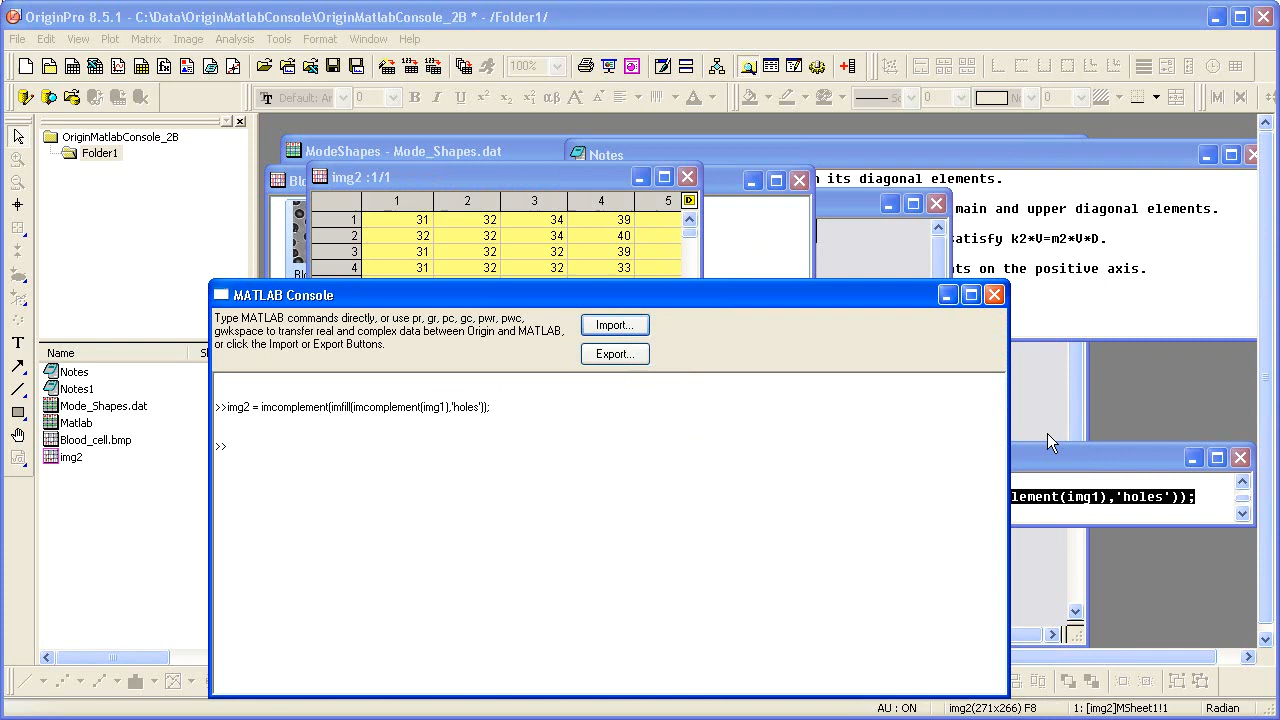 OriginPro 8.5.1 - C:\Data\OriginMatlabConsole\OriginMatlabConsole_2B * - /Folder1/
File Edit View Plot Matrix Image Analysis Tools Format Window Help
100%
Default: Ar 0 B I U
0 0
OriginMatlabConsole_2B
Folder1
Name
Notes
Notes1
Mode_Shapes.dat
Matlab
Blood_cell.bmp
img2
ModeShapes - Mode_Shapes.dat
Notes
its diagonal elements.
main and upper diagonal elements.
satisfy k2*V=m2*V*D.
on the positive axis.
img2 :1/1
1 2 3 4 5
D
1 31 32 34 39
2 32 32 34 40
3 31 32 32 39
4 31 32 32 33
MATLAB Console
Type MATLAB commands directly, or use pr, gr, pc, gc, pwr, pwc,
gwkspace to transfer real and complex data between Origin and MATLAB,
or click the Import or Export Buttons.
Import...
Export...
>>img2 = imcomplement(imfill(imcomplement(img1),'holes'));
>>
lement(img1),'holes'));
AU : ON img2(271x266) F8 1: [img2]MSheet1!1 Radian